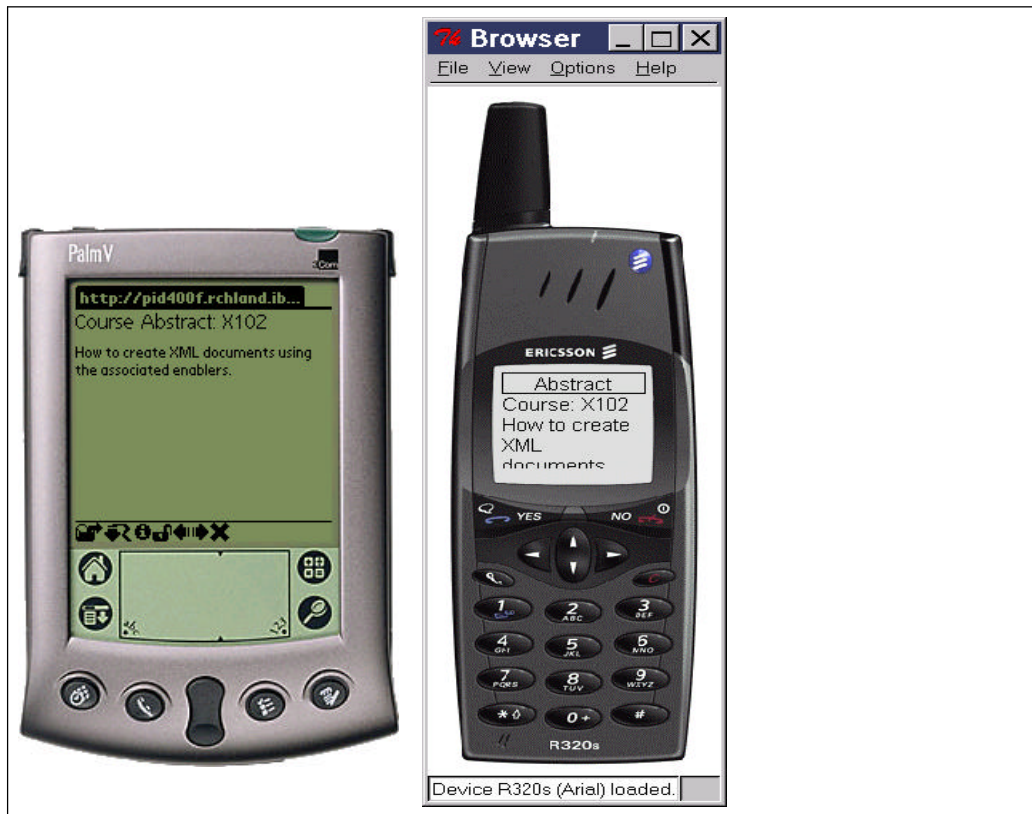 PalmV
3Com
http://pid400f.rchland.ib...
Course Abstract: X102
How to create XML documents using
the associated enablers.
Browser
File View Options Help
ERICSSON
Abstract
Course: X102
How to create
XML
documents
YES NO
C
1
2 ABC
3 DEF
4 GHI
5 JKL
6 MNO
7 PQRS
8 TUV
9 WXYZ
*
0 +
#
R320s
Device R320s (Arial) loaded.